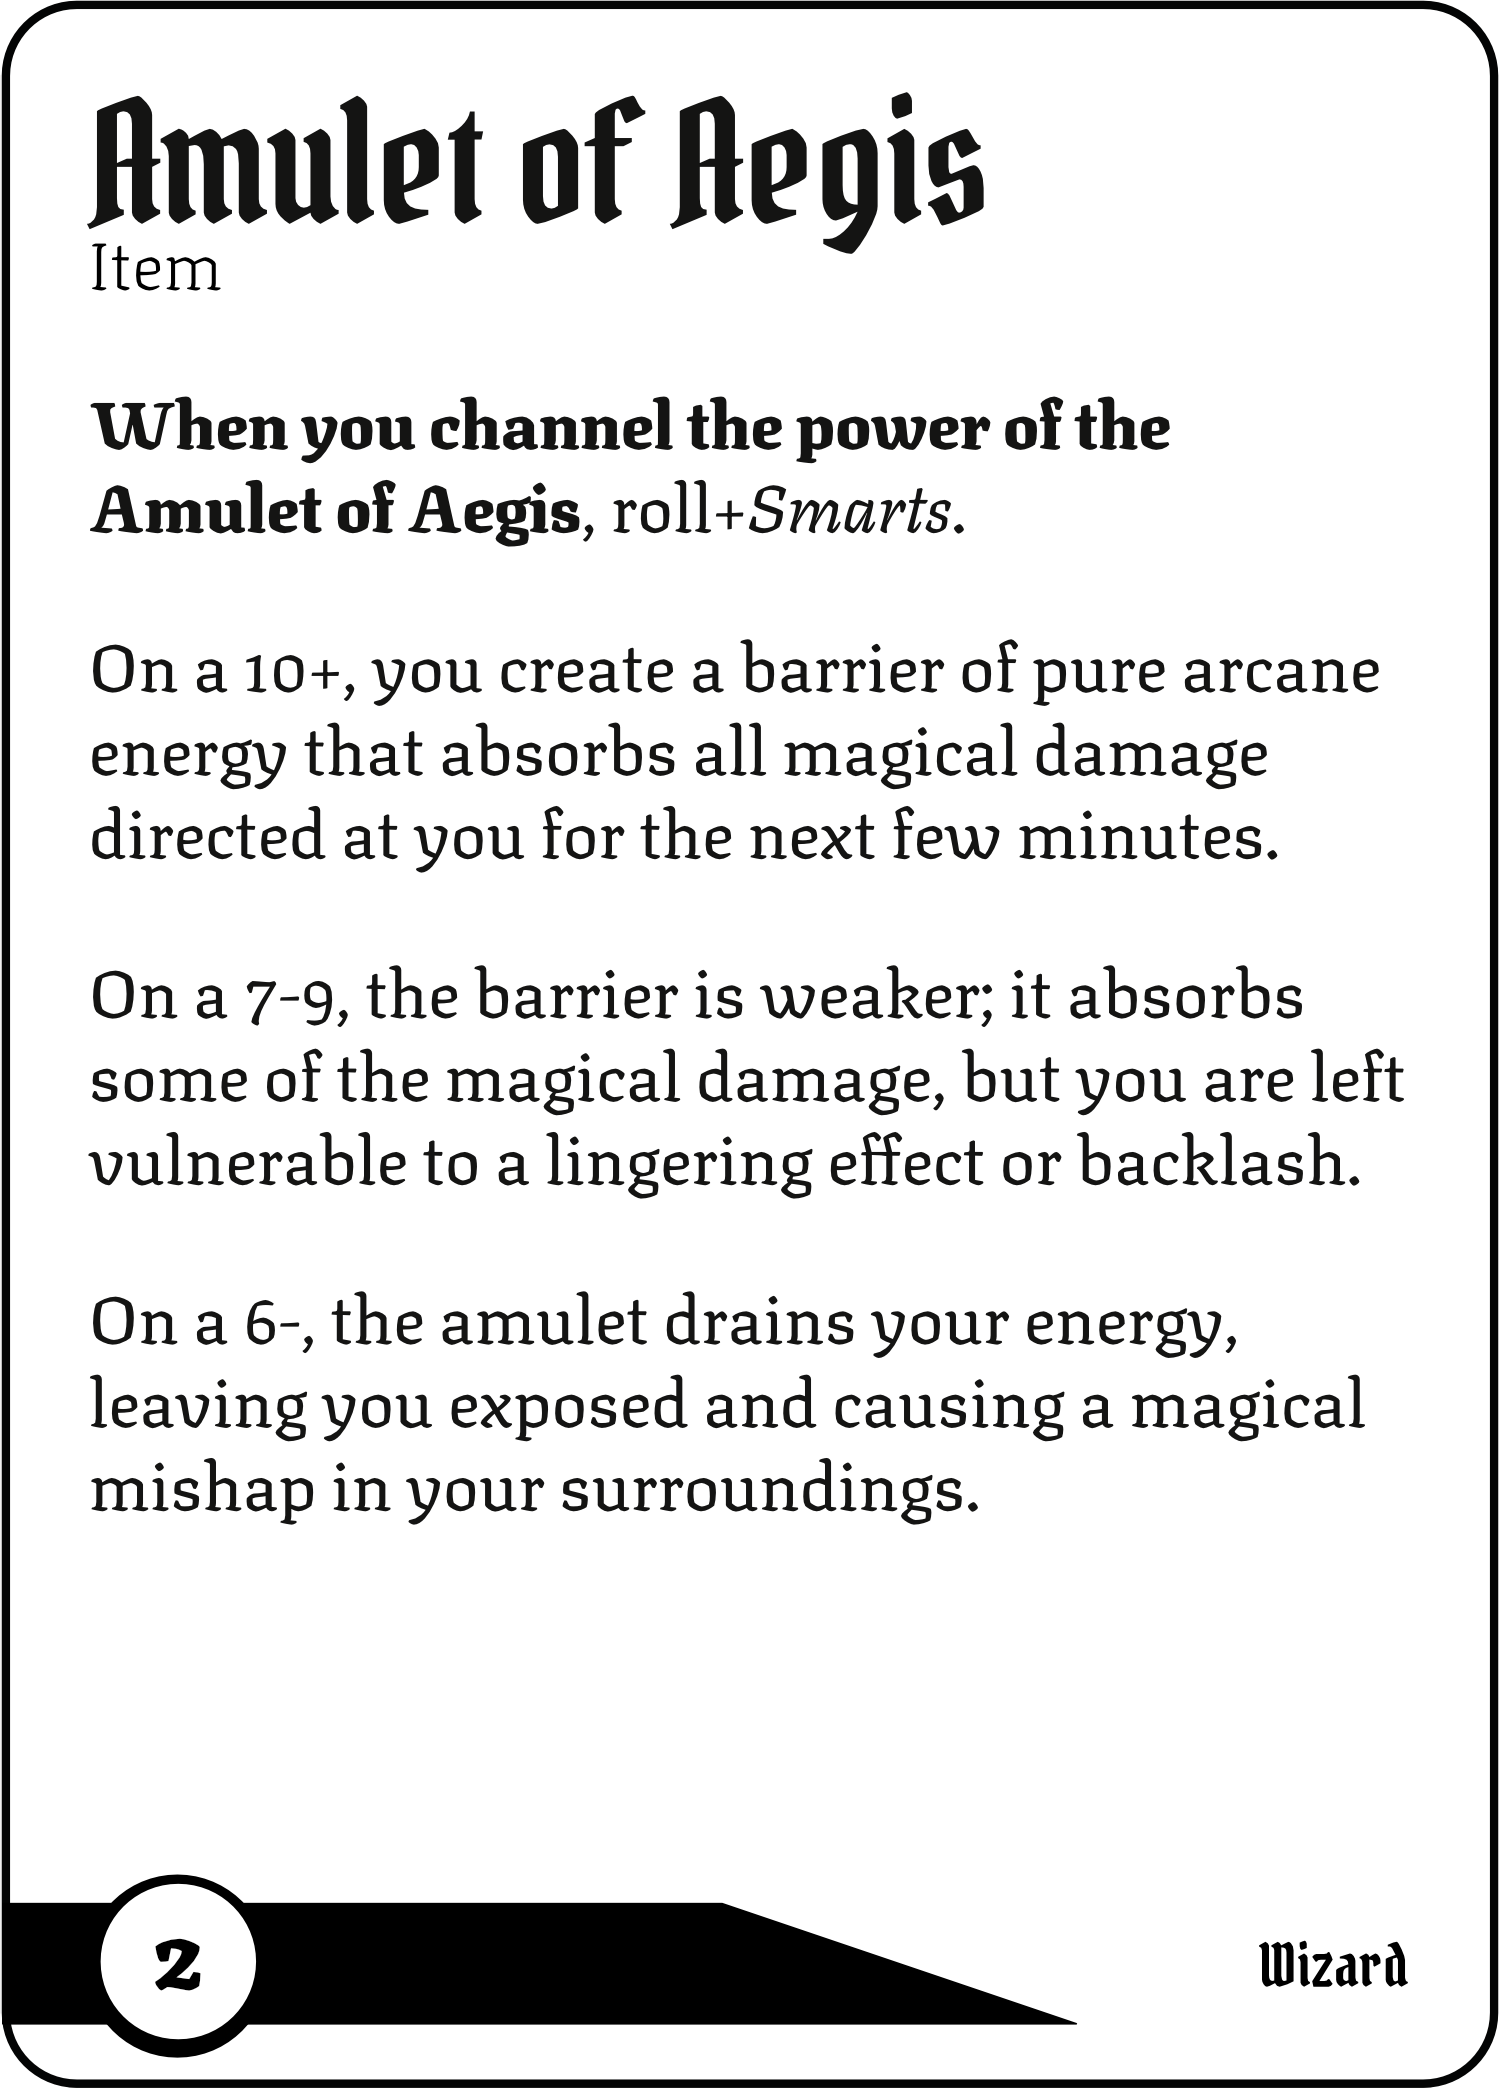 Amulet of Aegis
Item
When you channel the power of the
Amulet of Aegis, roll+Smarts.
On a 10+, you create a barrier of pure arcane
energy that absorbs all magical damage
directed at you for the next few minutes.
On a 7-9, the barrier is weaker; it absorbs
some of the magical damage, but you are left
vulnerable to a lingering effect or backlash.
On a 6-, the amulet drains your energy,
leaving you exposed and causing a magical
mishap in your surroundings.
2
Wizard